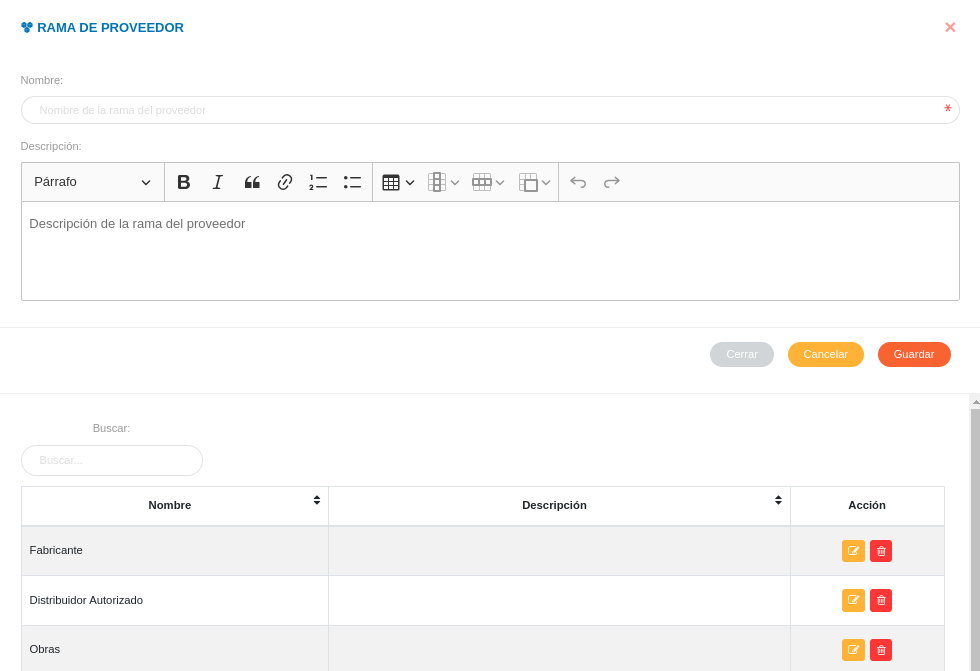 RAMA DE PROVEEDOR
Nombre:
Nombre de la rama del proveedor *
Descripción:
Párrafo
Descripción de la rama del proveedor
Cerrar Cancelar Guardar
Buscar:
Buscar...
Nombre Descripción Acción
Fabricante
Distribuidor Autorizado
Obras